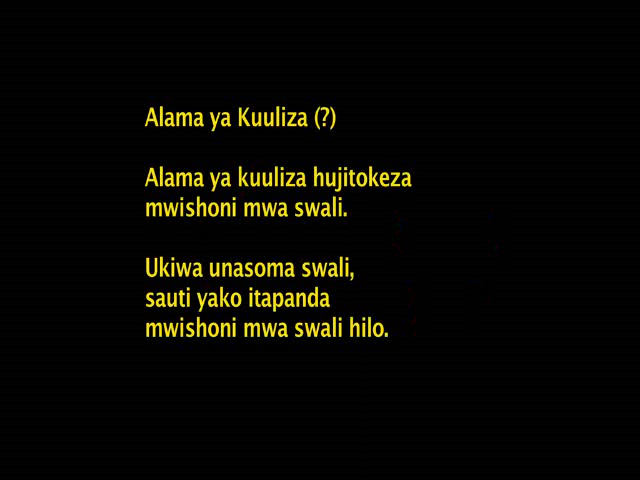 Alama ya Kuuliza (?)
Alama ya kuuliza hujitokeza
mwishoni mwa swali.
Ukiwa unasoma swali,
sauti yako itapanda
mwishoni mwa swali hilo.